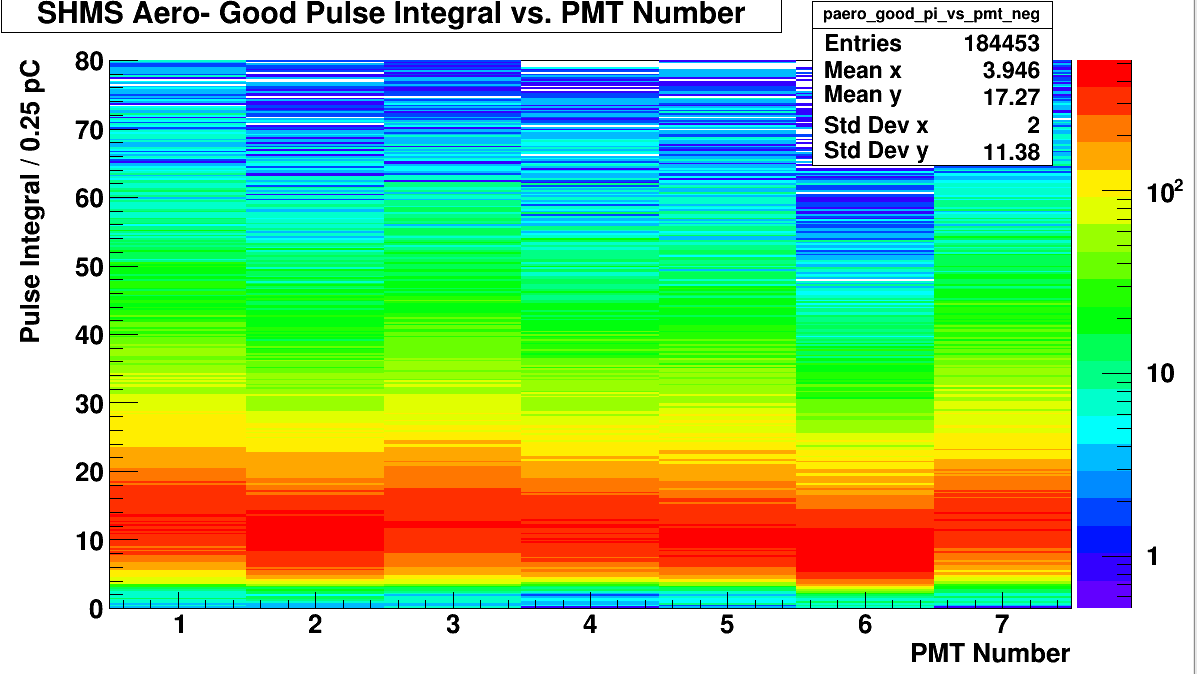 SHMS Aero- Good Pulse Integral vs. PMT Number
paero_good_pi_vs_pmt_neg
Entries 184453
Mean x 3.946
Mean y 17.27
Std Dev x 2
Std Dev y 11.38
Pulse Integral / 0.25 pC
80
70
60
50
40
30
20
10
0
1 2 3 4 5 6 7
PMT Number
10²
10
1